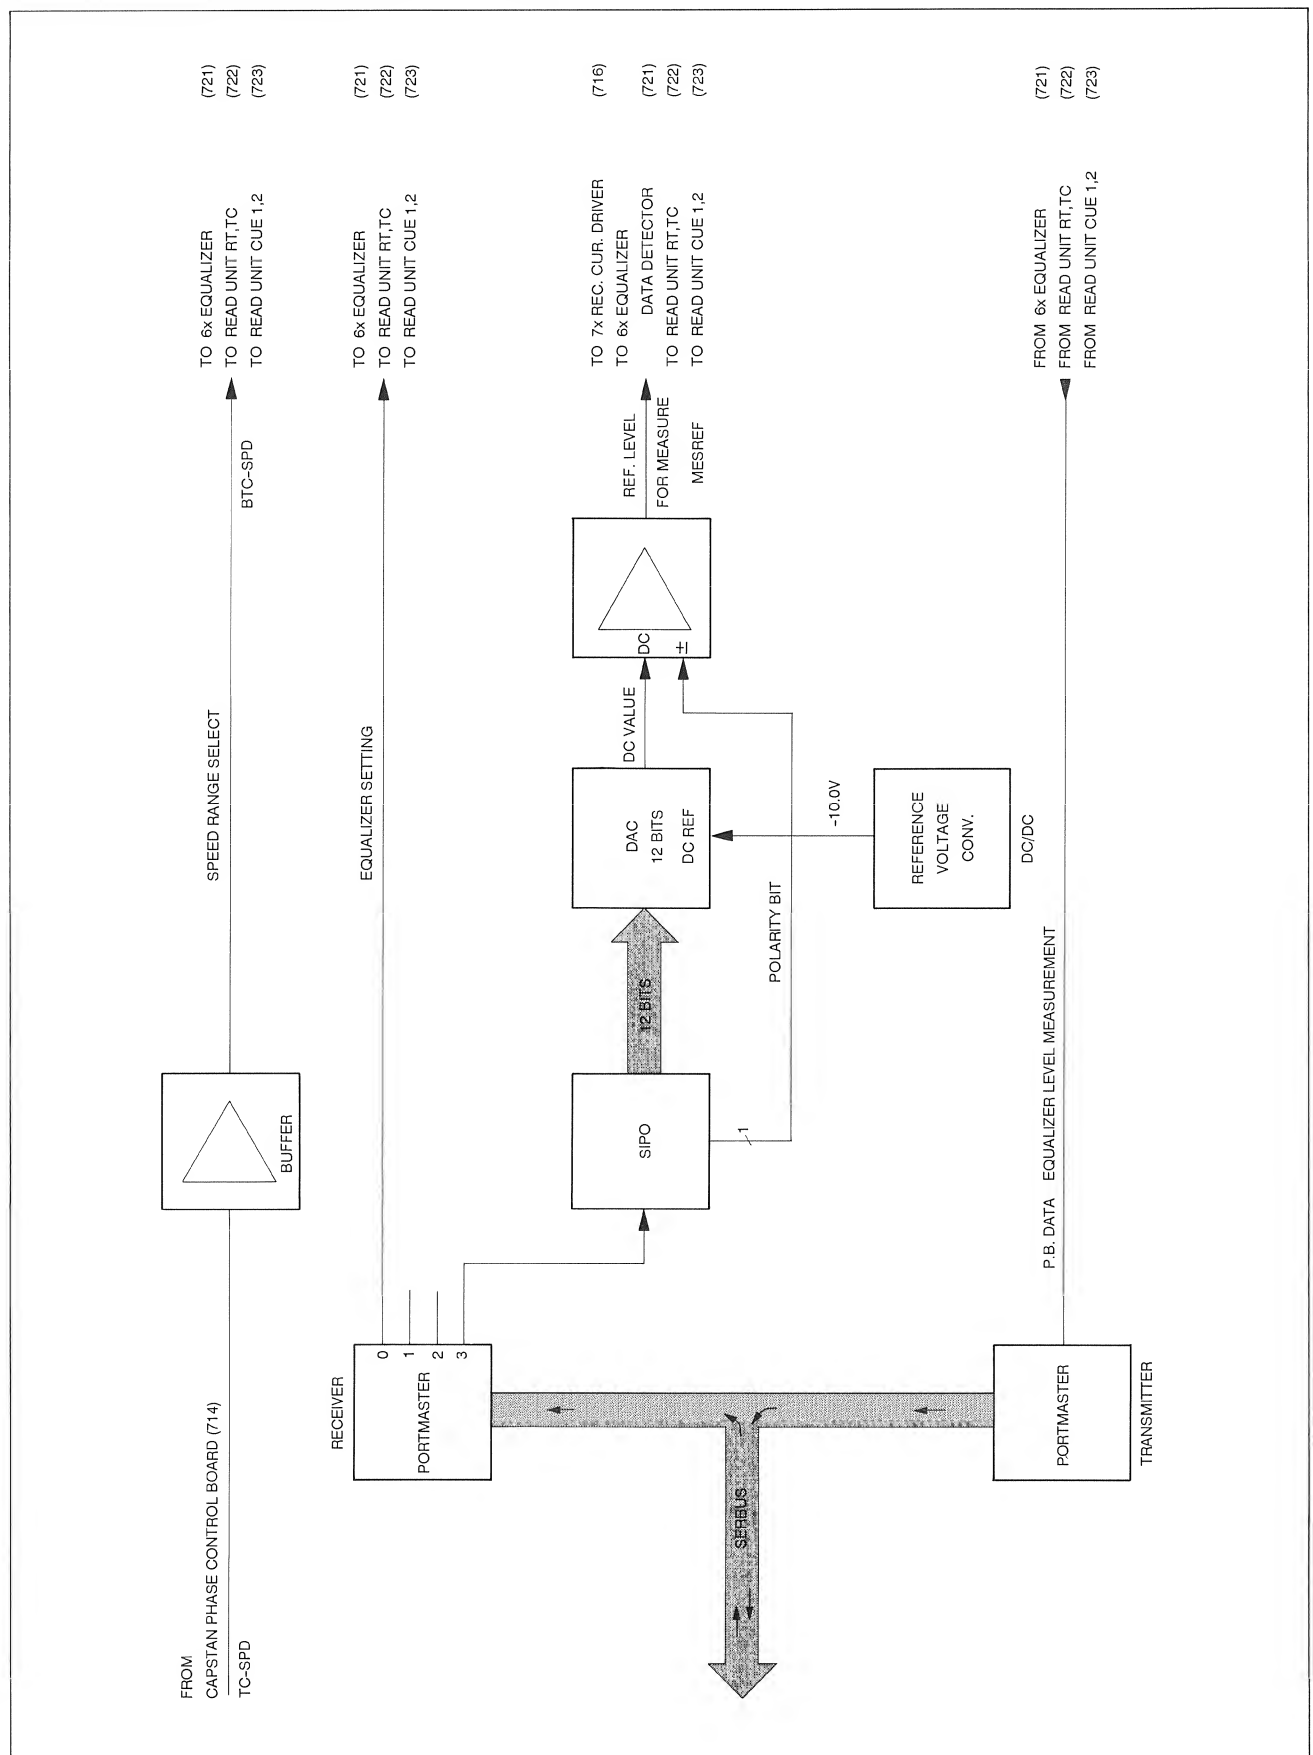 FROM
CAPSTAN PHASE CONTROL BOARD (714)
TC-SPD
BUFFER
SPEED RANGE SELECT
BTC-SPD
TO 6x EQUALIZER (721)
TO READ UNIT RT,TC (722)
TO READ UNIT CUE 1,2 (723)
RECEIVER
PORTMASTER
0
1
2
3
EQUALIZER SETTING
TO 6x EQUALIZER (721)
TO READ UNIT RT,TC (722)
TO READ UNIT CUE 1,2 (723)
SIPO
1
12 BITS
DAC
12 BITS
DC REF
DC VALUE
DC
±
REF. LEVEL
FOR MEASURE
MESREF
TO 7x REC. CUR. DRIVER (716)
TO 6x EQUALIZER
DATA DETECTOR (721)
TO READ UNIT RT,TC (722)
TO READ UNIT CUE 1,2 (723)
SERBUS
POLARITY BIT
-10.0V
REFERENCE
VOLTAGE
CONV.
DC/DC
PORTMASTER
TRANSMITTER
P.B. DATA EQUALIZER LEVEL MEASUREMENT
FROM 6x EQUALIZER (721)
FROM READ UNIT RT,TC (722)
FROM READ UNIT CUE 1,2 (723)